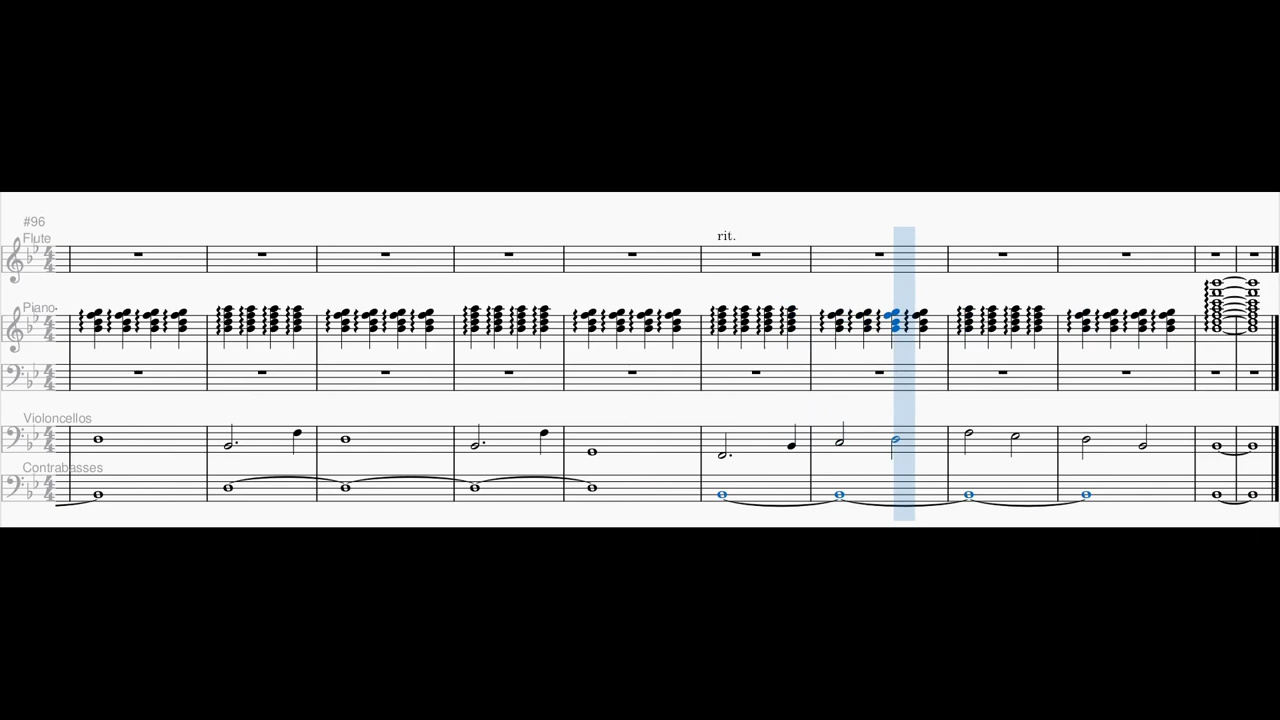 #96
Flute
rit.
Piano
Violoncellos
Contrabasses